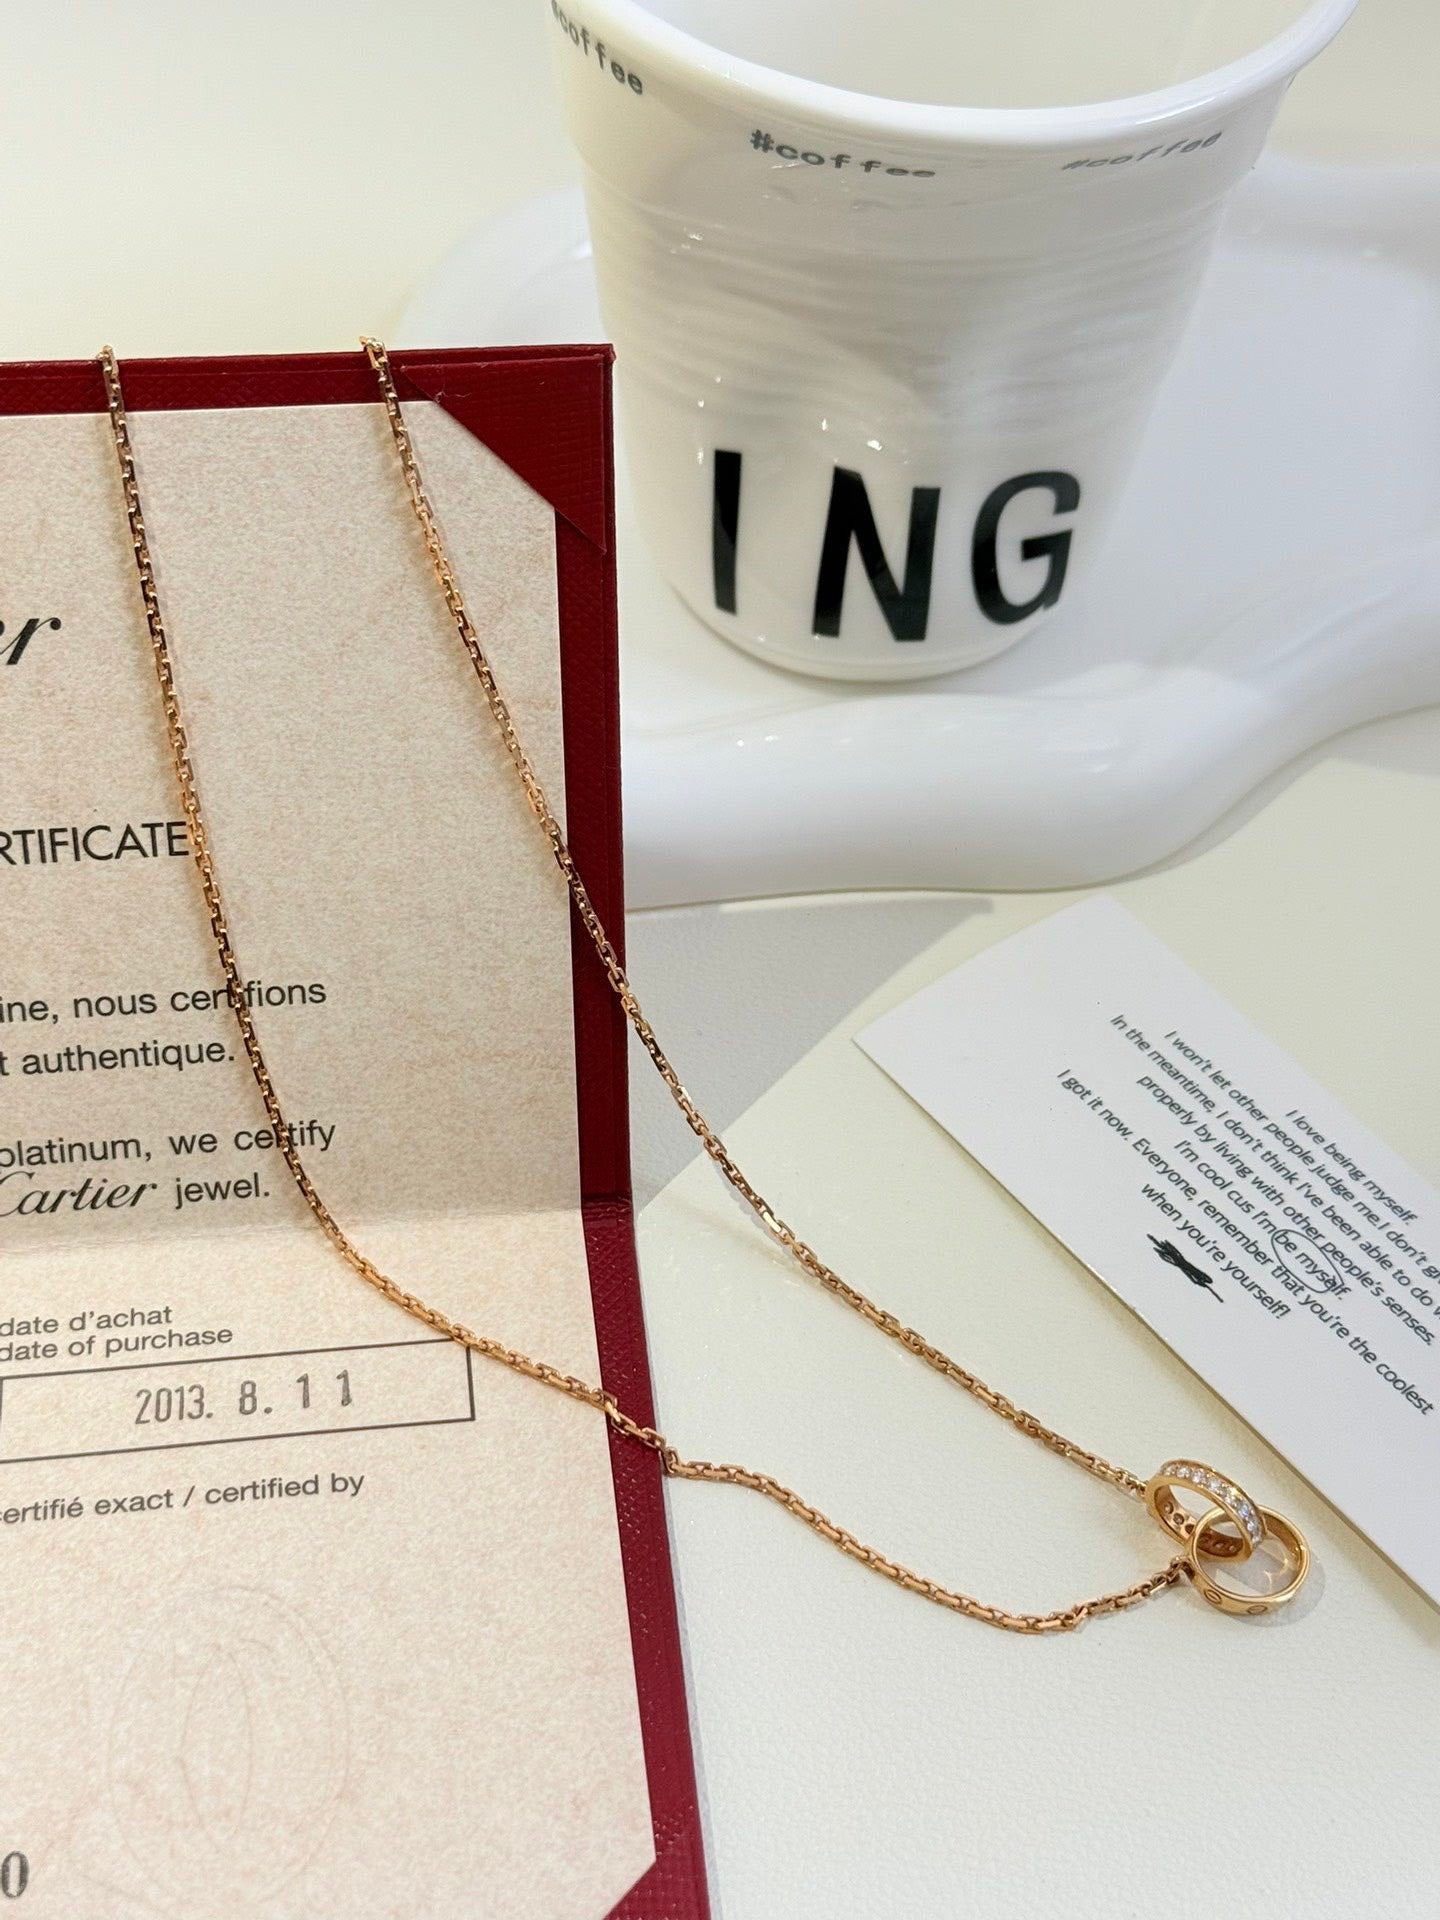 #coffee
#coffee
#coffee
ING
er
RTIFICATE
ine, nous certifions
t authentique.
platinum, we certify
Cartier jewel.
date d'achat
date of purchase
2013. 8. 11
certifié exact / certified by
0
I love being myself.
I won't let other people judge me.I don't
In the meantime, I don't think I've been able to do
properly by living with other people's senses.
I'm cool cus I'm be myself.
I got it now. Everyone, remember that you're the coolest
when you're yourself!